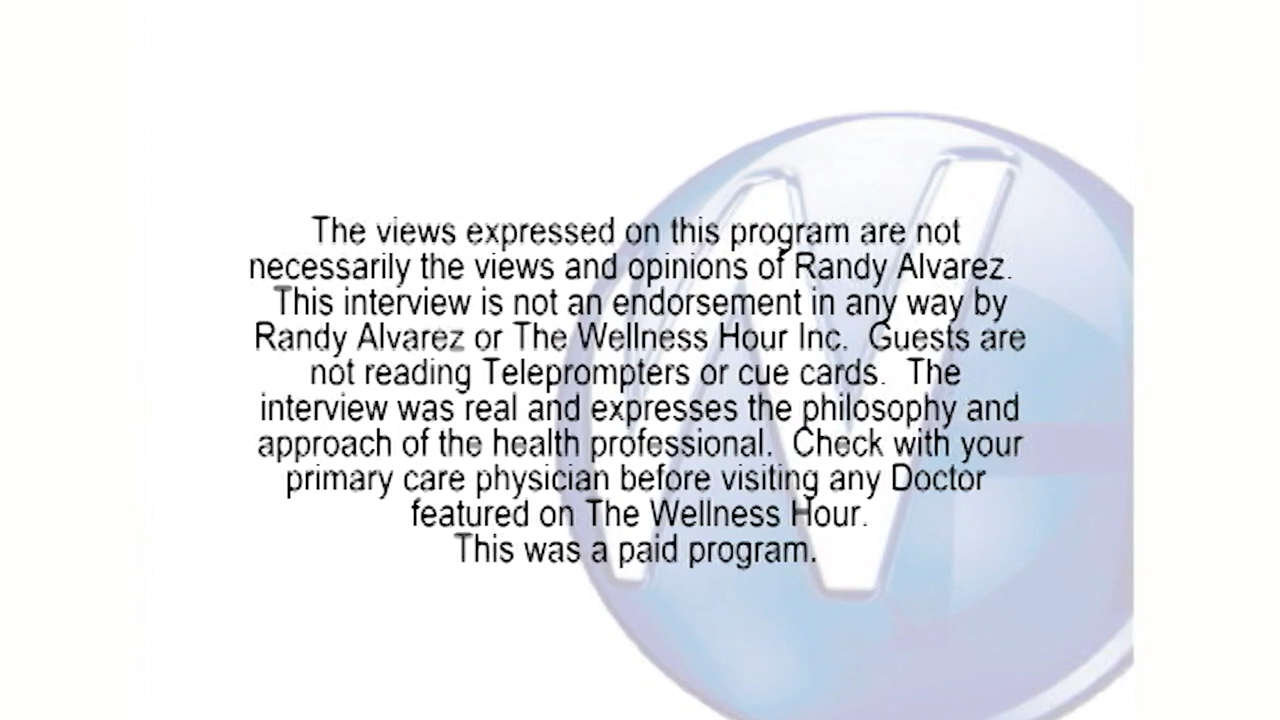 The views expressed on this program are not
necessarily the views and opinions of Randy Alvarez.
This interview is not an endorsement in any way by
Randy Alvarez or The Wellness Hour Inc.  Guests are
not reading Teleprompters or cue cards.  The
interview was real and expresses the philosophy and
approach of the health professional.  Check with your
primary care physician before visiting any Doctor
featured on The Wellness Hour.
This was a paid program.